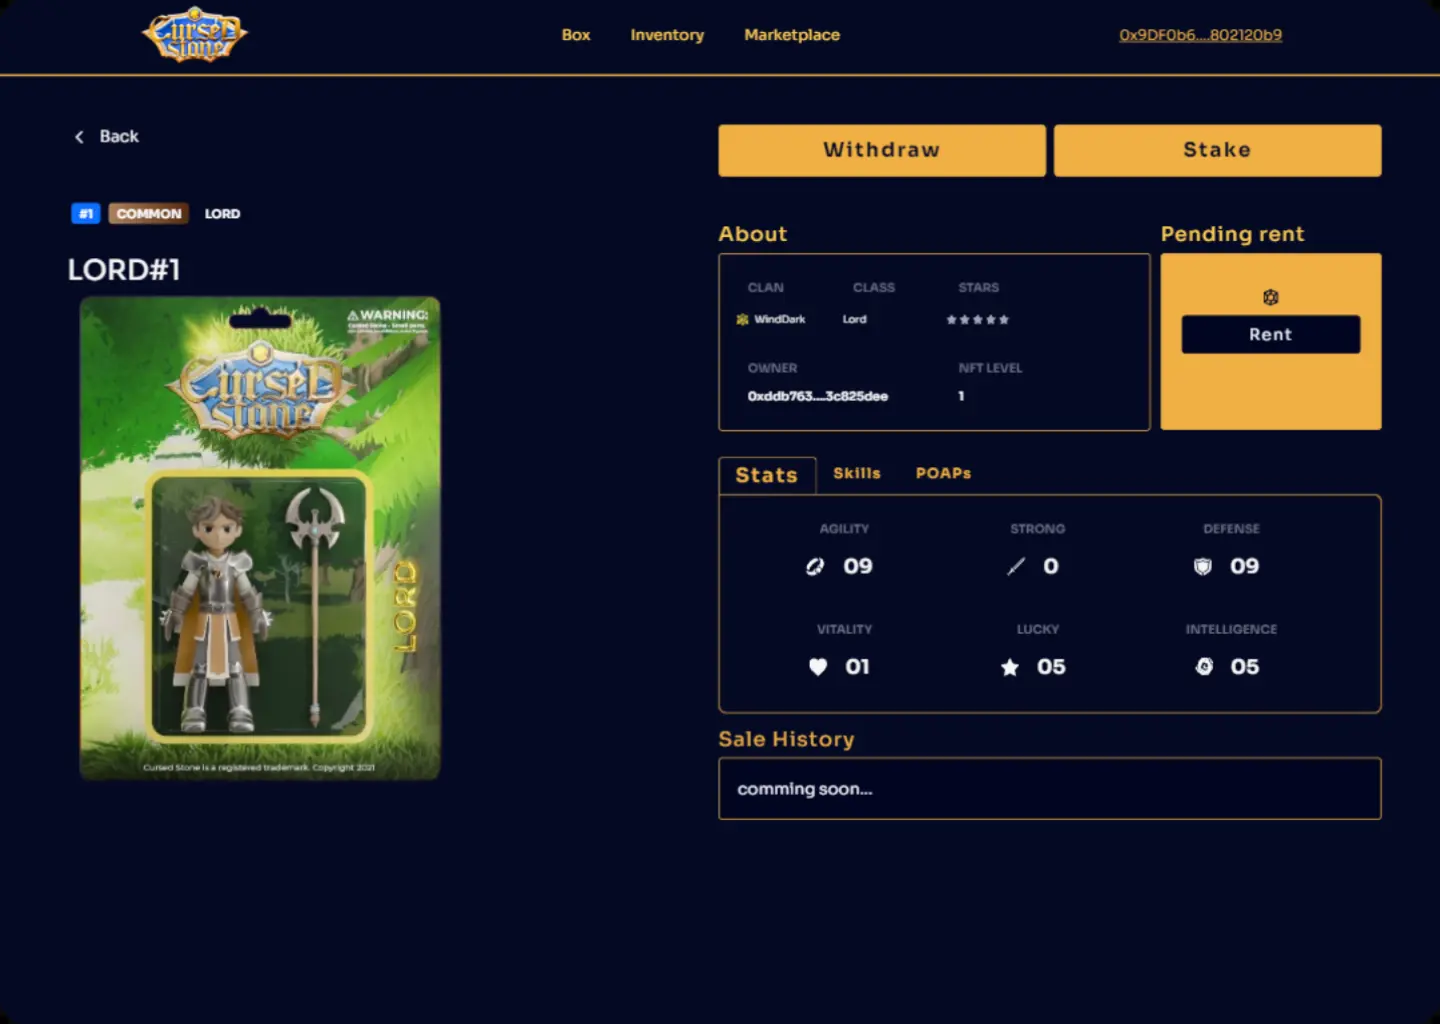 Cursed
Stone
Box
Inventory
Marketplace
0x9DF0b6....802120b9
Back
Withdraw
Stake
#1
COMMON
LORD
LORD#1
About
Pending rent
CLAN
CLASS
STARS
WindDark
Lord
OWNER
NFT LEVEL
0xddb763....3c825dee
1
Rent
WARNING:
Cursed
Stone
LORD
Cursed Stone is a registered trademark. Copyright 2021
Stats
Skills
POAPs
AGILITY
STRONG
DEFENSE
09
0
09
VITALITY
LUCKY
INTELLIGENCE
01
05
05
Sale History
comming soon...